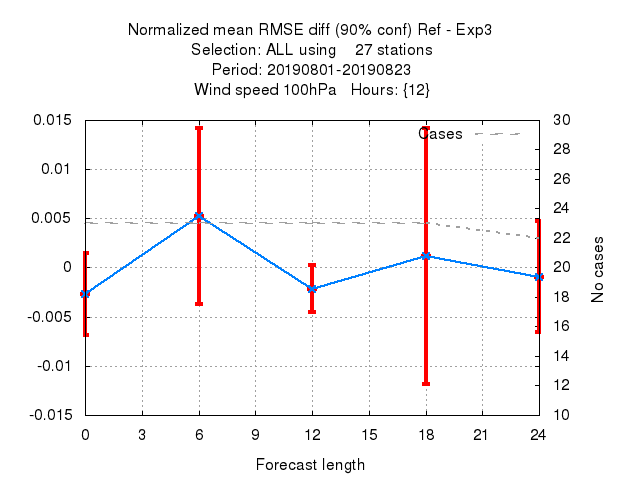 Normalized mean RMSE diff (90% conf) Ref - Exp3
Selection: ALL using 27 stations
Period: 20190801-20190823
Wind speed 100hPa Hours: {12}
Cases
0.015
0.01
0.005
0
-0.005
-0.01
-0.015
30
28
26
24
22
20
18
16
14
12
10
No cases
0 3 6 9 12 15 18 21 24
Forecast length